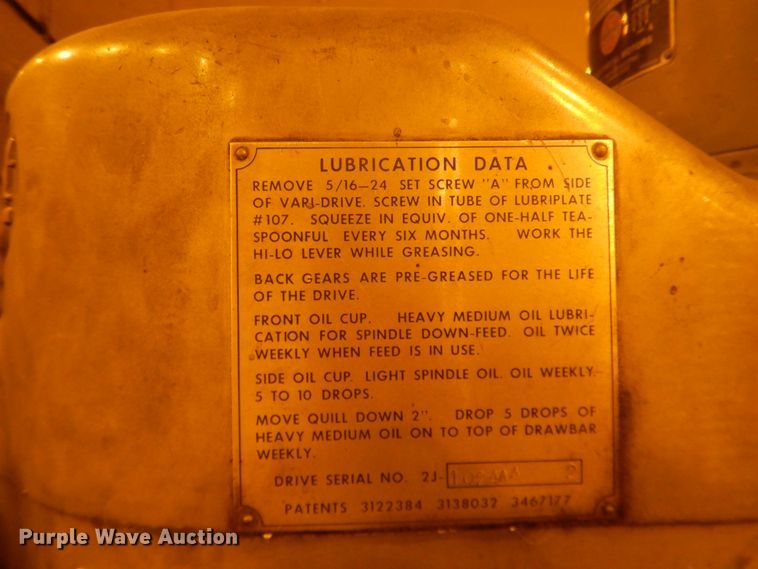 LUBRICATION DATA
REMOVE 5/16—24 SET SCREW "A" FROM SIDE
OF VARI-DRIVE. SCREW IN TUBE OF LUBRIPLATE
#107. SQUEEZE IN EQUIV. OF ONE-HALF TEA-
SPOONFUL EVERY SIX MONTHS. WORK THE
HI-LO LEVER WHILE GREASING.
BACK GEARS ARE PRE-GREASED FOR THE LIFE
OF THE DRIVE.
FRONT OIL CUP. HEAVY MEDIUM OIL LUBRI-
CATION FOR SPINDLE DOWN-FEED. OIL TWICE
WEEKLY WHEN FEED IS IN USE.
SIDE OIL CUP. LIGHT SPINDLE OIL. OIL WEEKLY.
5 TO 10 DROPS.
MOVE QUILL DOWN 2". DROP 5 DROPS OF
HEAVY MEDIUM OIL ON TO TOP OF DRAWBAR
WEEKLY.
DRIVE SERIAL NO. 2J-
PATENTS 3122384 3138032 3467177
Purple Wave Auction